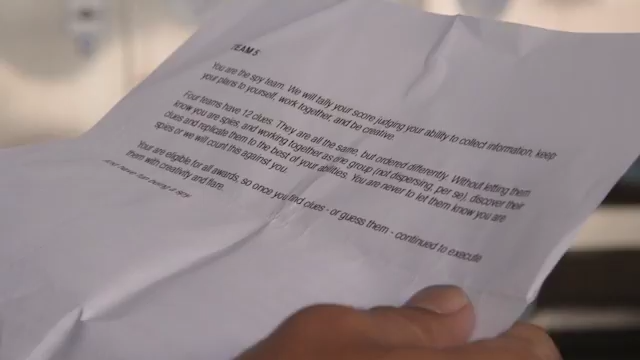 TEAM 5
You are the spy team. We will tally your score judging your ability to collect information, keep
your plans to yourself, work together, and be creative.
Four teams have 12 clues. They are all the same, but ordered differently. Without letting them
know you are spies, and working together as one group (not dispersing, per se), discover their
clues and replicate them to the best of your abilities. You are never to let them know you are
spies or we will count this against you.
Your are eligible for all awards, so once you find clues - or guess them - continued to execute
them with creativity and flare.
being a spy